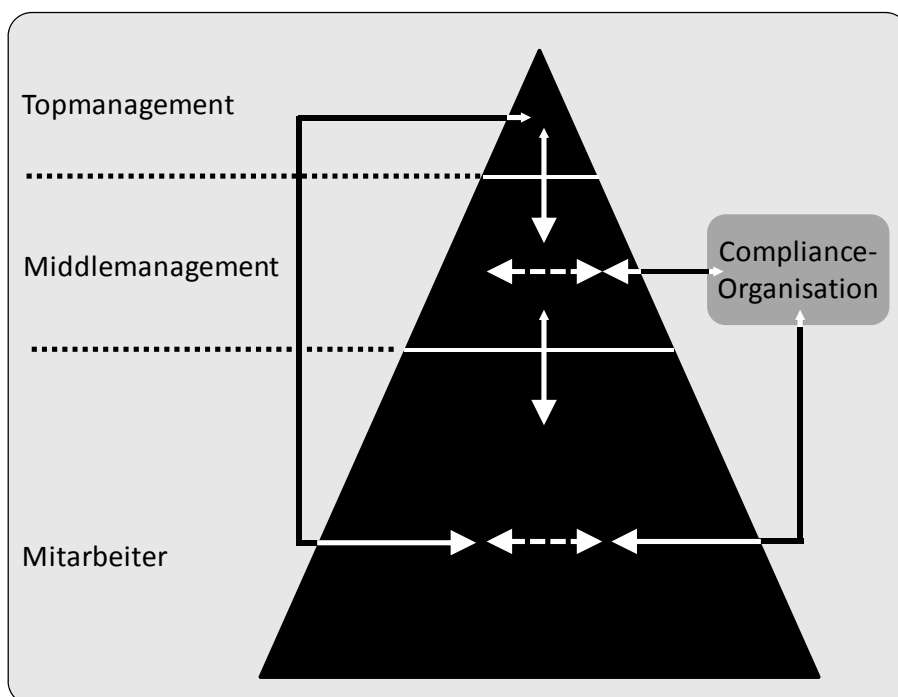 Topmanagement
Middlemanagement
Compliance-
Organisation
Mitarbeiter